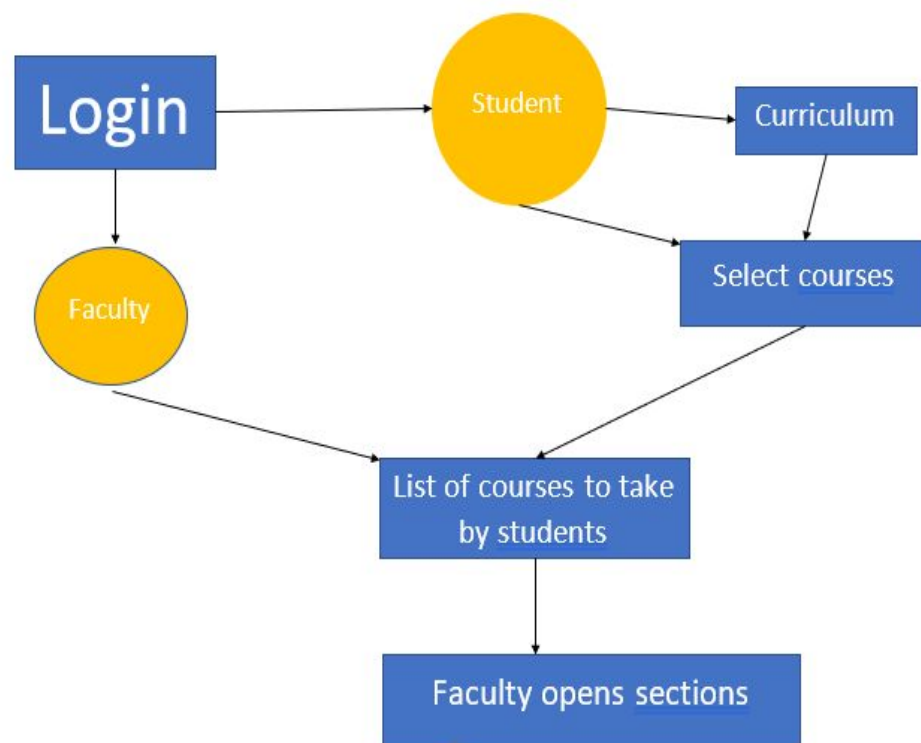 Login
Student
Curriculum
Select courses
Faculty
List of courses to take
by students
Faculty opens sections